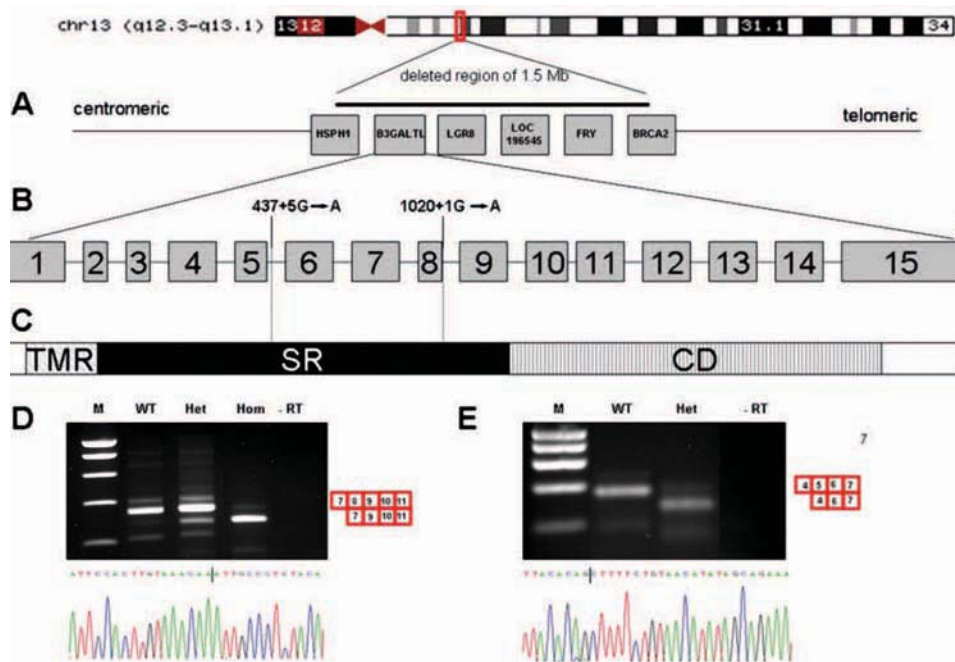 chr13 (q12.3-q13.1) 13 12 31.1 34
deleted region of 1.5 Mb
A
centromeric
telomeric
HSPH1 B3GALTL LGR8 LOC 196545 FRY BRCA2
B
437+5G→A 1020+1G→A
1 2 3 4 5 6 7 8 9 10 11 12 13 14 15
C
TMR SR CD
D
M WT Het Hom - RT
7 8 9 10 11
7 9 10 11
E
M WT Het - RT
7
4 5 6 7
4 6 7
TTACACAGCTTTTCTGTAACATATAGCAGAAA